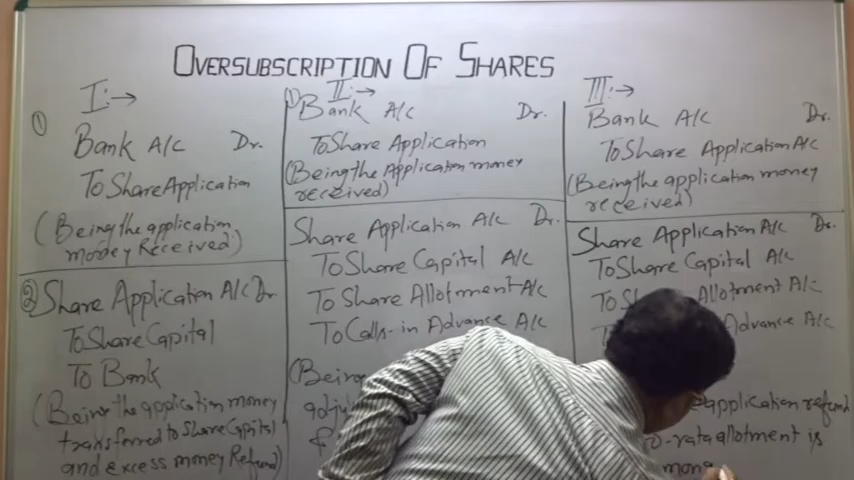 OVERSUBSCRIPTION OF SHARES
I:→
①
Bank A/c Dr.
To Share Application
(Being the application
money Received)
② Share Application A/c Dr
To Share Capital
To Bank
(Being the application money
transferred to Share Capital
and excess money Refund)
II:→
① Bank A/c Dr.
To Share Application
(Being the Application money
received)
Share Application A/c Dr.
To Share Capital A/c
To Share Allotment A/c
To Calls-in Advance A/c
(Being
III:→
Bank A/c Dr.
To Share Application A/c
(Being the application money
received)
Share Application A/c Dr.
To Share Capital A/c
To Allotment A/c
Advance A/c
application refund
-rata allotment is